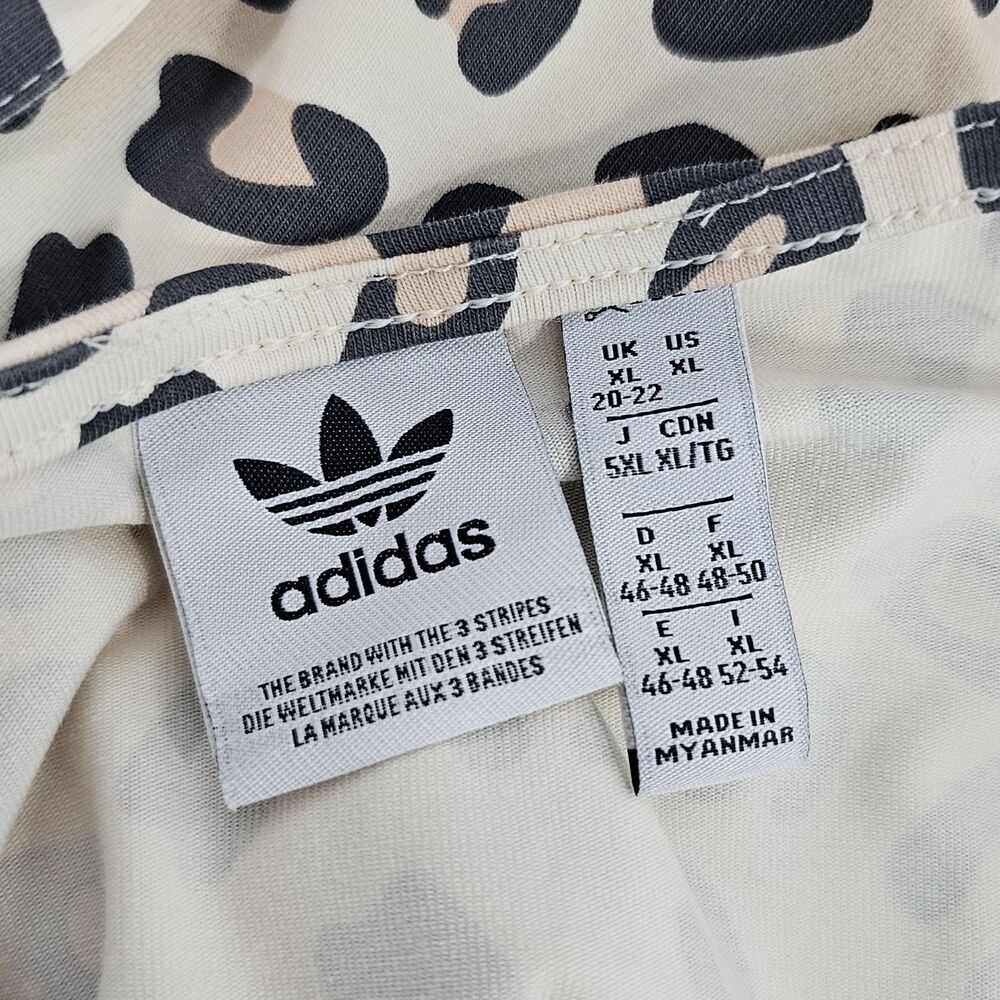 adidas
THE BRAND WITH THE 3 STRIPES
DIE WELTMARKE MIT DEN 3 STREIFEN
LA MARQUE AUX 3 BANDES
UK US
XL XL
20-22
J CDN
5XL XL/TG
D F
XL XL
46-48 48-50
E I
XL XL
46-48 52-54
MADE IN
MYANMAR